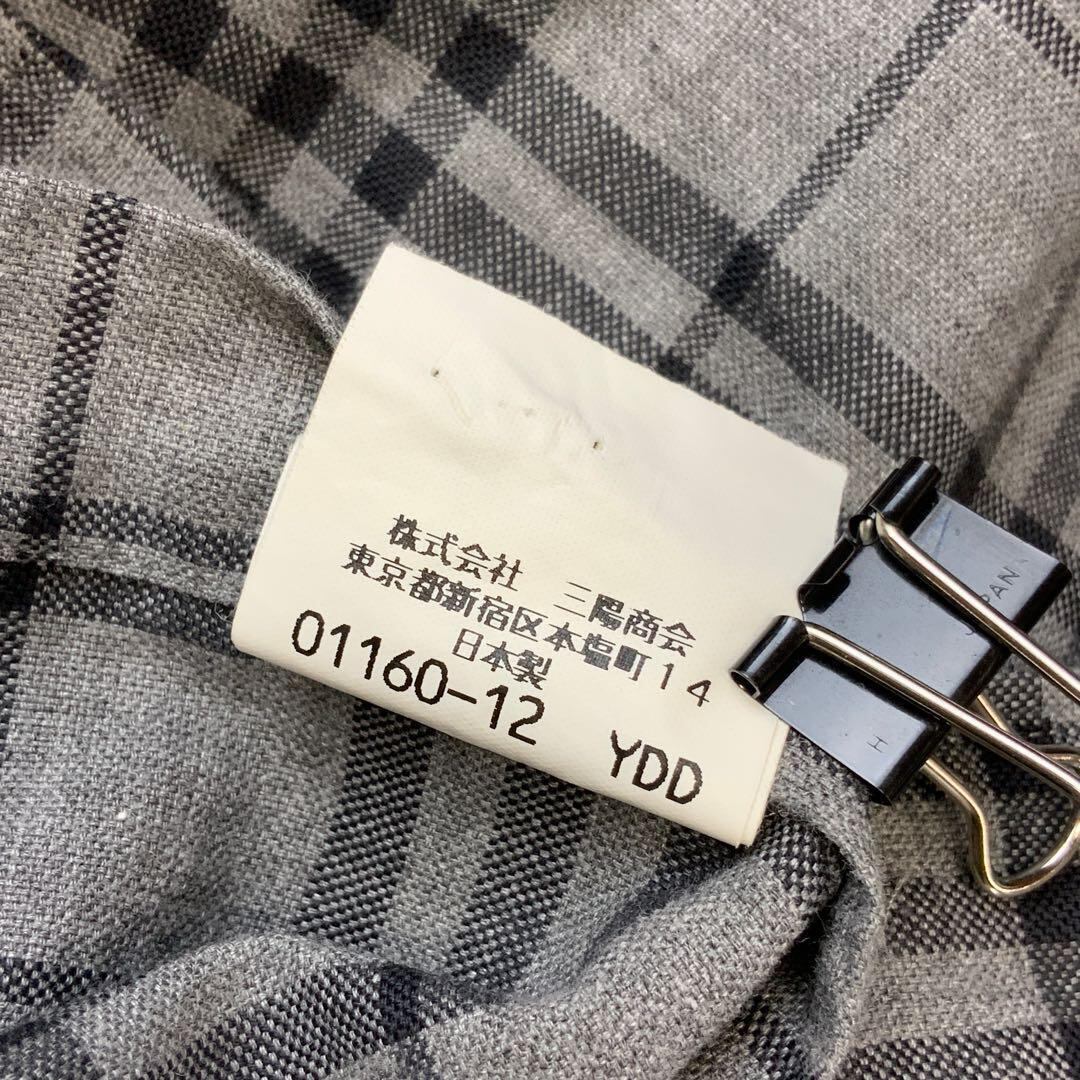 株式会社 三陽商会
東京都新宿区本塩町14
日本製
01160-12 YDD
JAPAN
H